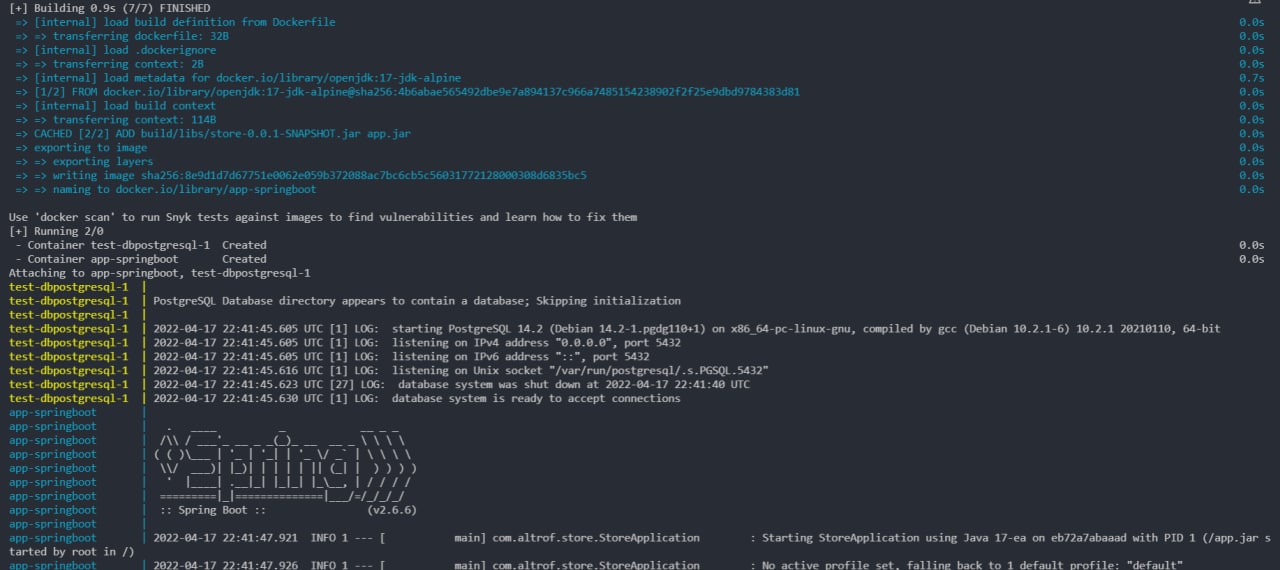 [+] Building 0.9s (7/7) FINISHED
=> [internal] load build definition from Dockerfile 0.0s
=> => transferring dockerfile: 32B 0.0s
=> [internal] load .dockerignore 0.0s
=> => transferring context: 2B 0.0s
=> [internal] load metadata for docker.io/library/openjdk:17-jdk-alpine 0.7s
=> [1/2] FROM docker.io/library/openjdk:17-jdk-alpine@sha256:4b6abae565492dbe9e7a894137c966a7485154238902f2f25e9dbd9784383d81 0.0s
=> [internal] load build context 0.0s
=> => transferring context: 114B 0.0s
=> CACHED [2/2] ADD build/libs/store-0.0.1-SNAPSHOT.jar app.jar 0.0s
=> exporting to image 0.0s
=> => exporting layers 0.0s
=> => writing image sha256:8e9d1d7d67751e0062e059b372088ac7bc6cb5c56031772128000308d6835bc5 0.0s
=> => naming to docker.io/library/app-springboot 0.0s

Use 'docker scan' to run Snyk tests against images to find vulnerabilities and learn how to fix them
[+] Running 2/0
- Container test-dbpostgresql-1  Created 0.0s
- Container app-springboot       Created 0.0s
Attaching to app-springboot, test-dbpostgresql-1
test-dbpostgresql-1  |
test-dbpostgresql-1  | PostgreSQL Database directory appears to contain a database; Skipping initialization
test-dbpostgresql-1  |
test-dbpostgresql-1  | 2022-04-17 22:41:45.605 UTC [1] LOG:  starting PostgreSQL 14.2 (Debian 14.2-1.pgdg110+1) on x86_64-pc-linux-gnu, compiled by gcc (Debian 10.2.1-6) 10.2.1 20210110, 64-bit
test-dbpostgresql-1  | 2022-04-17 22:41:45.605 UTC [1] LOG:  listening on IPv4 address "0.0.0.0", port 5432
test-dbpostgresql-1  | 2022-04-17 22:41:45.605 UTC [1] LOG:  listening on IPv6 address "::", port 5432
test-dbpostgresql-1  | 2022-04-17 22:41:45.616 UTC [1] LOG:  listening on Unix socket "/var/run/postgresql/.s.PGSQL.5432"
test-dbpostgresql-1  | 2022-04-17 22:41:45.623 UTC [27] LOG:  database system was shut down at 2022-04-17 22:41:40 UTC
test-dbpostgresql-1  | 2022-04-17 22:41:45.630 UTC [1] LOG:  database system is ready to accept connections
app-springboot       |
app-springboot       |   .   ____          _            __ _ _
app-springboot       |  /\\ / ___'_ __ _ _(_)_ __  __ _ \ \ \ \
app-springboot       | ( ( )\___ | '_ | '_| | '_ \/ _` | \ \ \ \
app-springboot       |  \\/  ___)| |_)| | | | | || (_| |  ) ) ) )
app-springboot       |   '  |____| .__|_| |_|_| |_\__, | / / / /
app-springboot       |  =========|_|==============|___/=/_/_/_/
app-springboot       |  :: Spring Boot ::                (v2.6.6)
app-springboot       |
app-springboot       | 2022-04-17 22:41:47.921  INFO 1 --- [           main] com.altrof.store.StoreApplication         : Starting StoreApplication using Java 17-ea on eb72a7abaaad with PID 1 (/app.jar s
tarted by root in /)
app-springboot       | 2022-04-17 22:41:47.926  INFO 1 --- [           main] com.altrof.store.StoreApplication         : No active profile set, falling back to 1 default profile: "default"